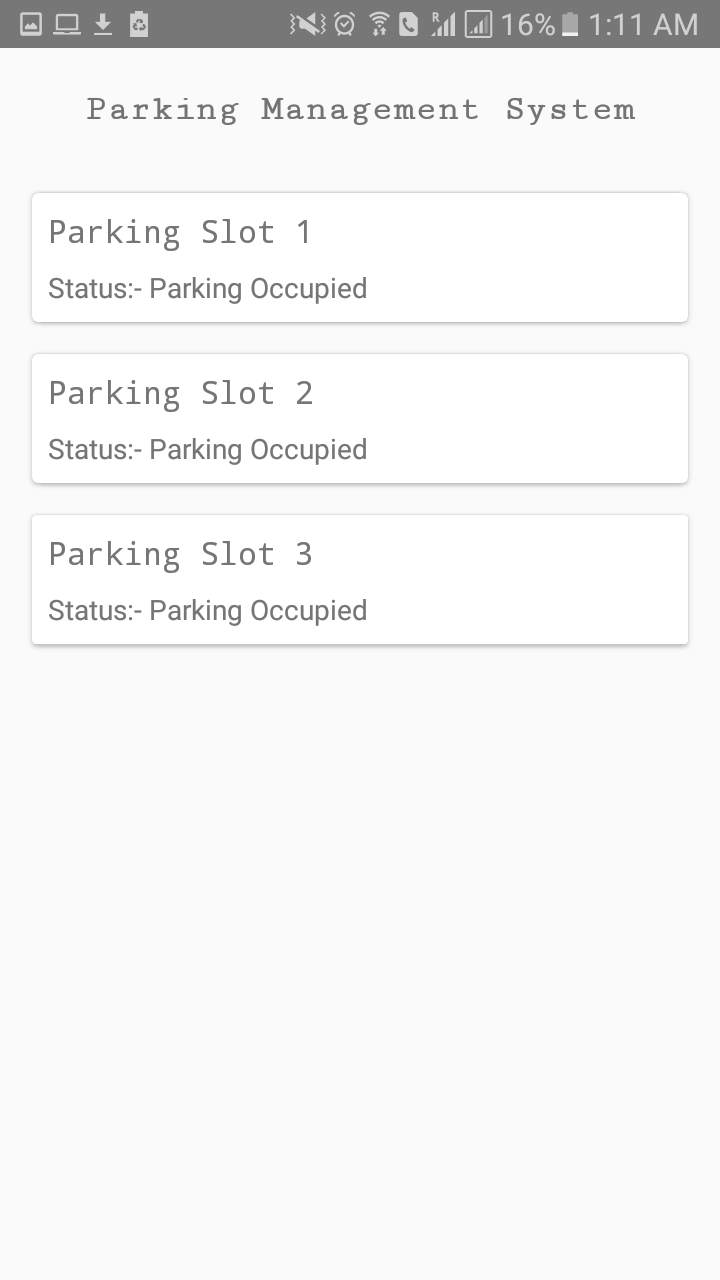 R 16% 1:11 AM
Parking Management System
Parking Slot 1
Status:- Parking Occupied
Parking Slot 2
Status:- Parking Occupied
Parking Slot 3
Status:- Parking Occupied